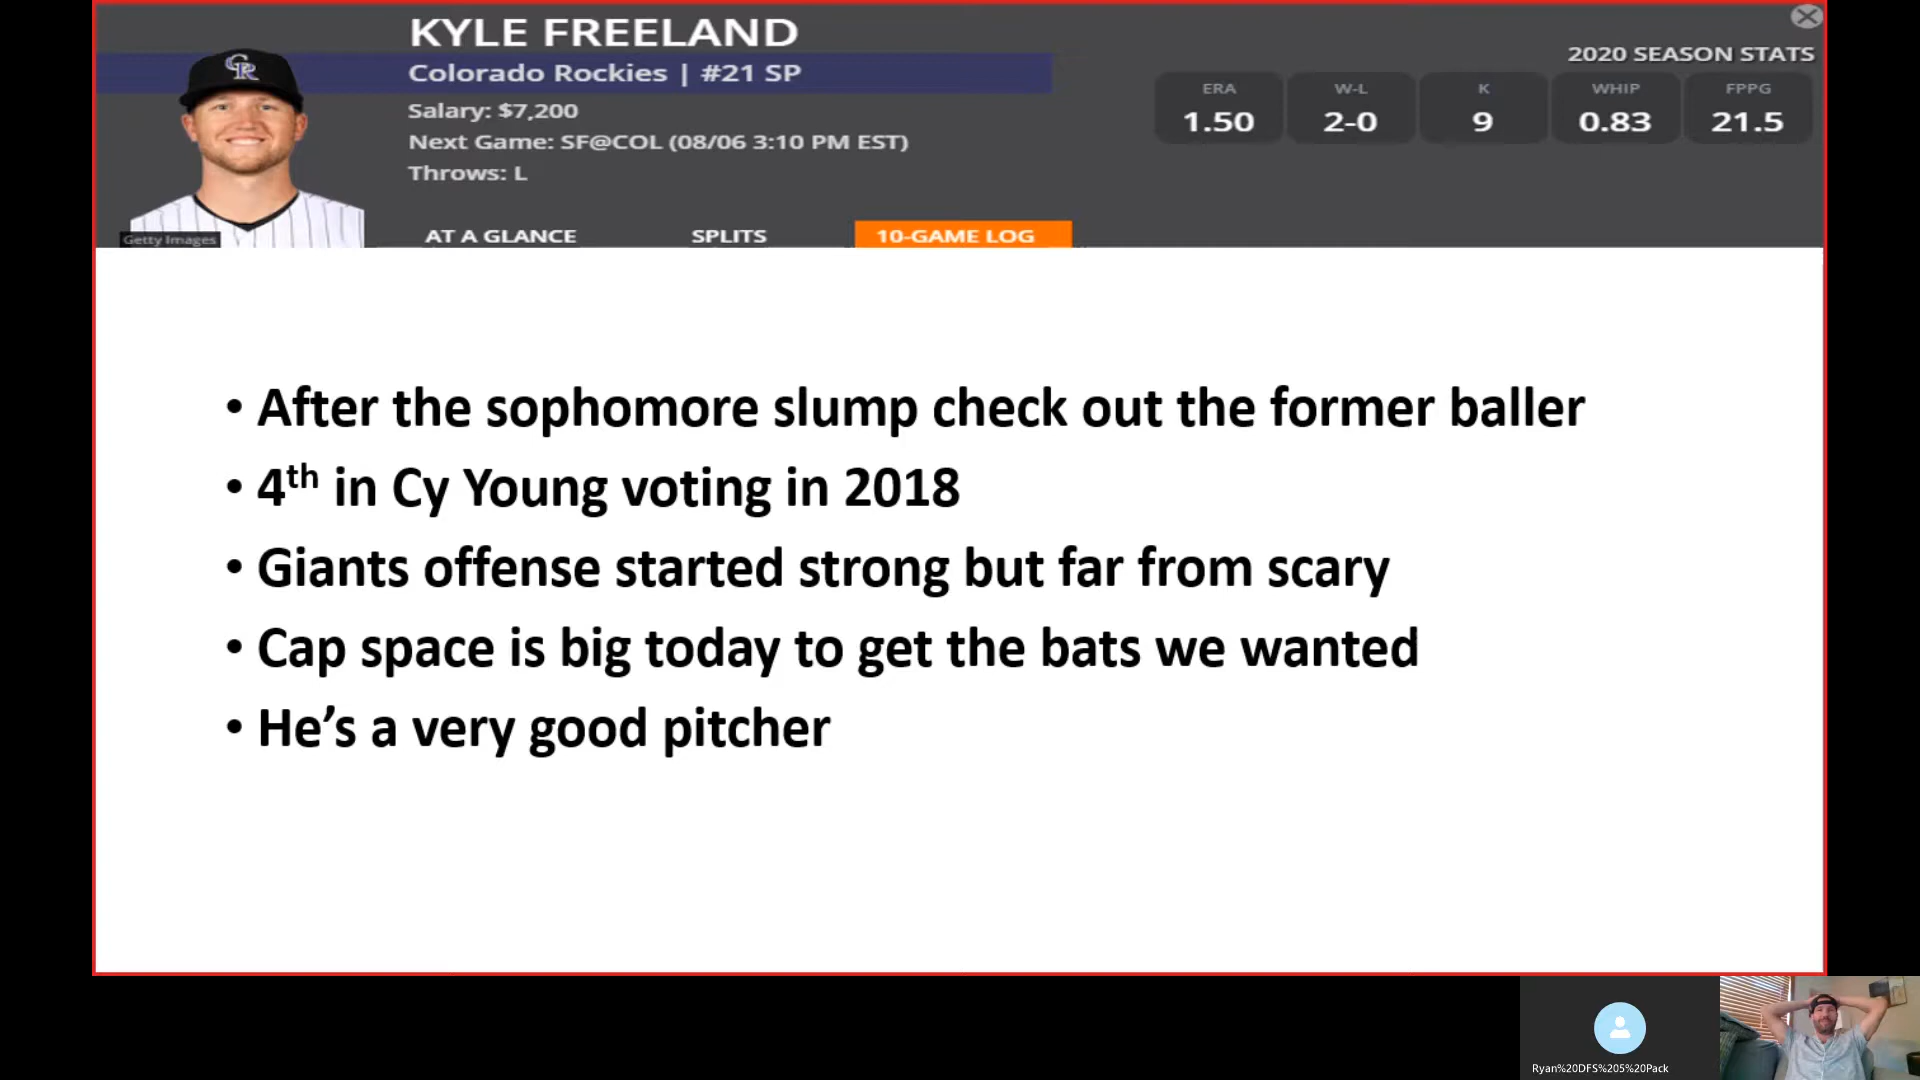 KYLE FREELAND
Colorado Rockies | #21 SP
Salary: $7,200
Next Game: SF@COL (08/06 3:10 PM EST)
Throws: L
2020 SEASON STATS
ERA W-L K WHIP FPPG
1.50 2-0 9 0.83 21.5
CR
Getty Images
AT A GLANCE SPLITS 10-GAME LOG
• After the sophomore slump check out the former baller
• 4th in Cy Young voting in 2018
• Giants offense started strong but far from scary
• Cap space is big today to get the bats we wanted
• He’s a very good pitcher
Ryan%20DFS%205%20Pack